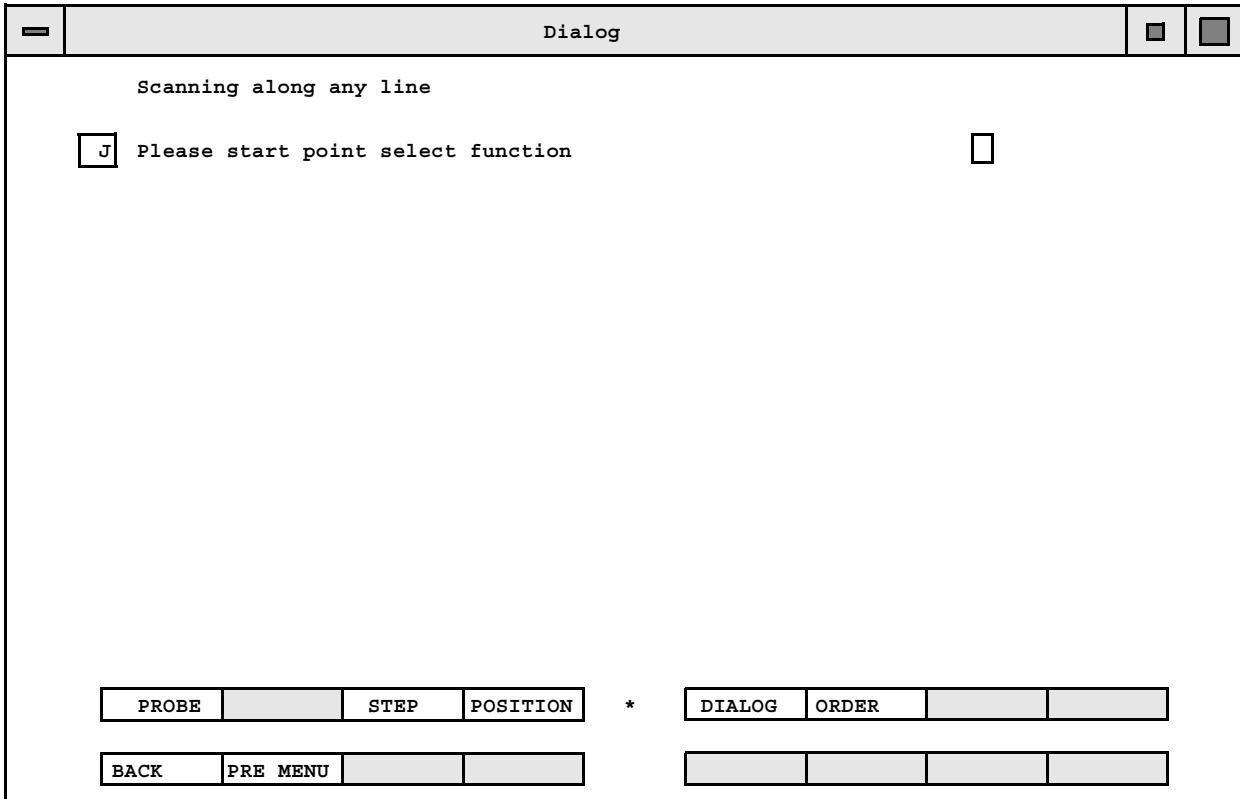 Dialog
Scanning along any line
J Please start point select function
PROBE STEP POSITION * DIALOG ORDER
BACK PRE MENU